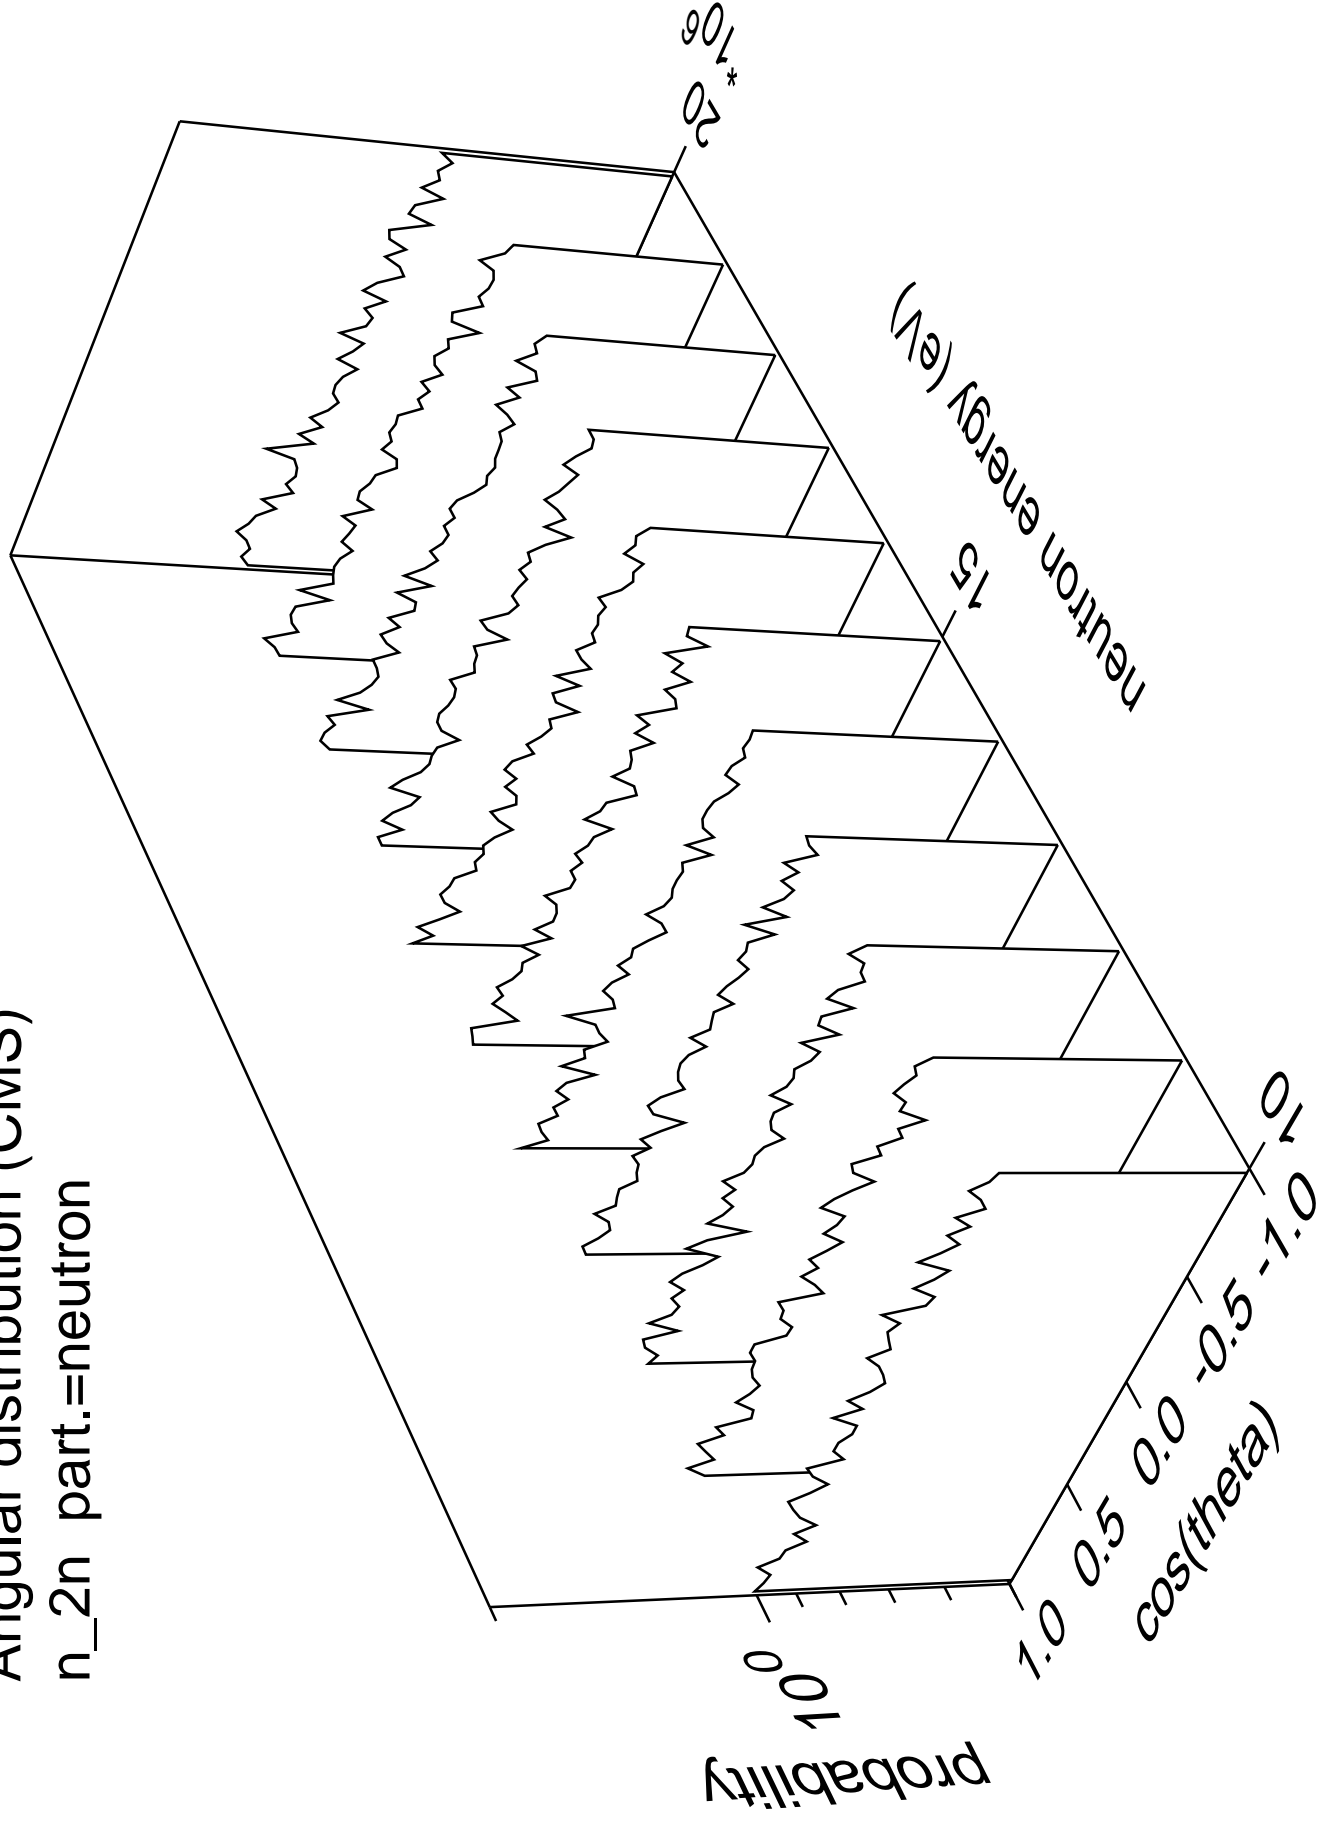 Angular distribution (CMS)
n_2n part.=neutron
probability
10^0
cos(theta)
1.0 0.5 0.0 -0.5 -1.0
neutron energy (eV)
10 15 20
* 10^6